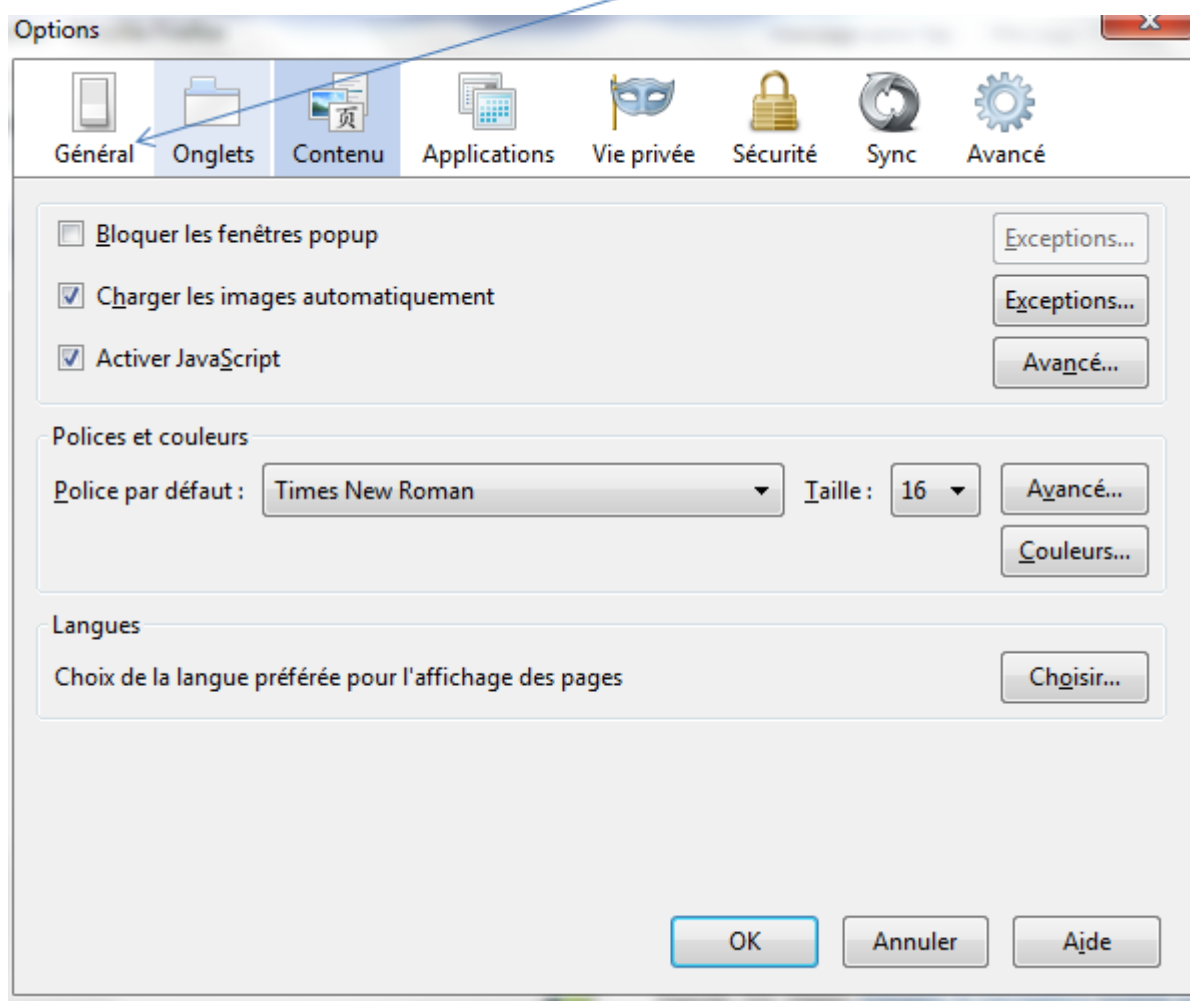 Options
Général Onglets Contenu Applications Vie privée Sécurité Sync Avancé
页
Bloquer les fenêtres popup Exceptions...
Charger les images automatiquement Exceptions...
Activer JavaScript Avancé...
Polices et couleurs
Police par défaut : Times New Roman Taille : 16 Avancé...
Couleurs...
Langues
Choix de la langue préférée pour l'affichage des pages Choisir...
OK Annuler Aide